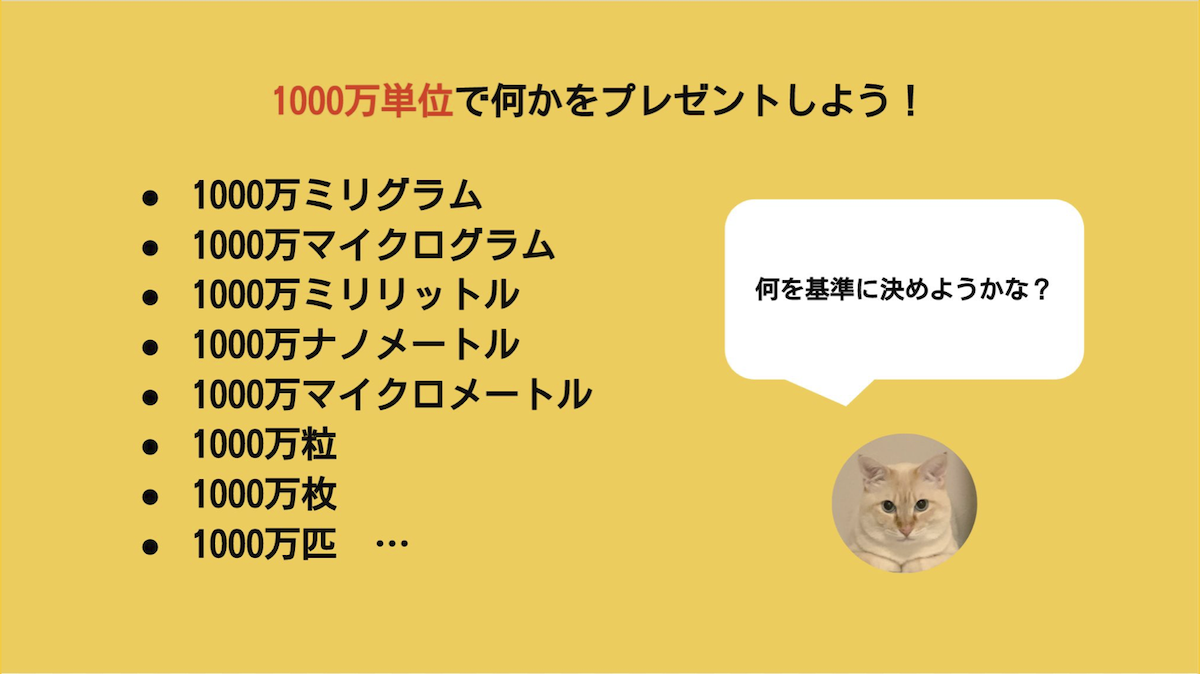 1000万単位で何かをプレゼントしよう！
● 1000万ミリグラム
● 1000万マイクログラム
● 1000万ミリリットル
● 1000万ナノメートル
● 1000万マイクロメートル
● 1000万粒
● 1000万枚
● 1000万匹　…
何を基準に決めようかな？